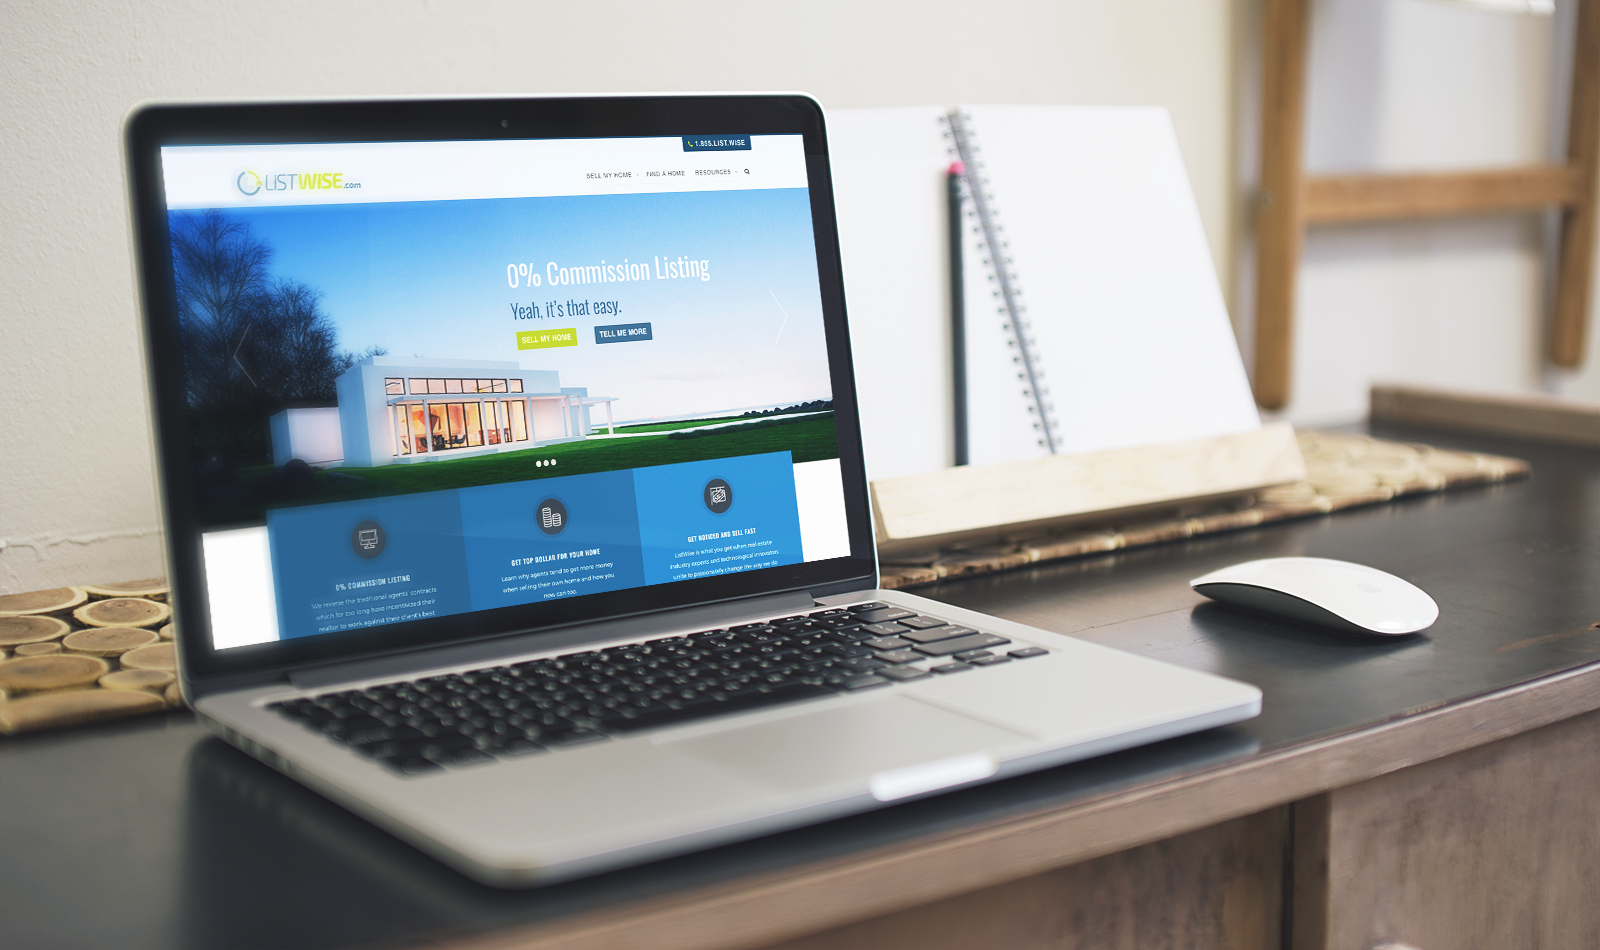 1.855.LIST.WISE
LISTWISE.com
SELL MY HOME FIND A HOME RESOURCES
0% Commission Listing
Yeah, it's that easy.
SELL MY HOME TELL ME MORE
0% COMMISSION LISTING
We reverse the traditional agents' contracts
which for too long have incentivized their
realtor to work against their client's best
GET TOP DOLLAR FOR YOUR HOME
Learn why agents tend to get more money
when selling their own home and how you
now can too.
GET NOTICED AND SELL FAST
ListWise is what you get when real estate
industry experts and technological innovators
unite to passionately change the way we do